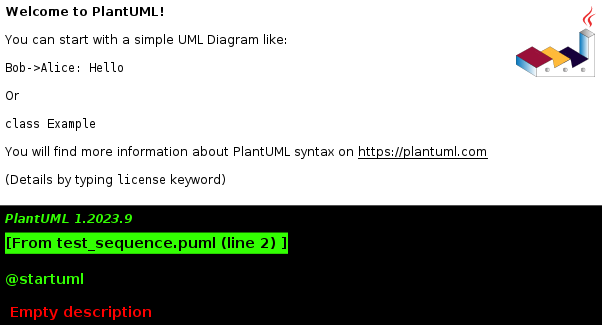 Welcome to PlantUML!
You can start with a simple UML Diagram like:
Bob->Alice: Hello
Or
class Example
You will find more information about PlantUML syntax on https://plantuml.com
(Details by typing license keyword)
PlantUML 1.2023.9
[From test_sequence.puml (line 2) ]
@startuml
Empty description